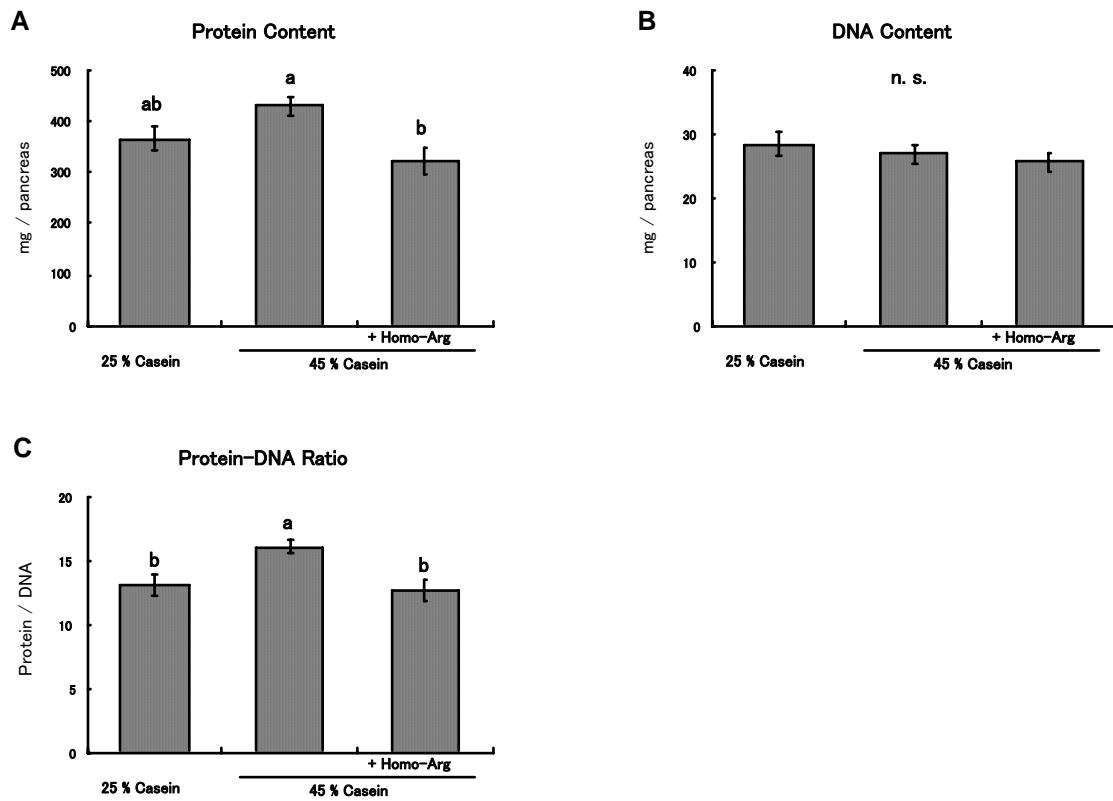 A
Protein Content
mg / pancreas
500
400
300
200
100
0
ab
a
b
+ Homo-Arg
25 % Casein
45 % Casein
B
DNA Content
mg / pancreas
40
30
20
10
0
n. s.
+ Homo-Arg
25 % Casein
45 % Casein
C
Protein-DNA Ratio
Protein / DNA
20
15
10
5
0
b
a
b
+ Homo-Arg
25 % Casein
45 % Casein